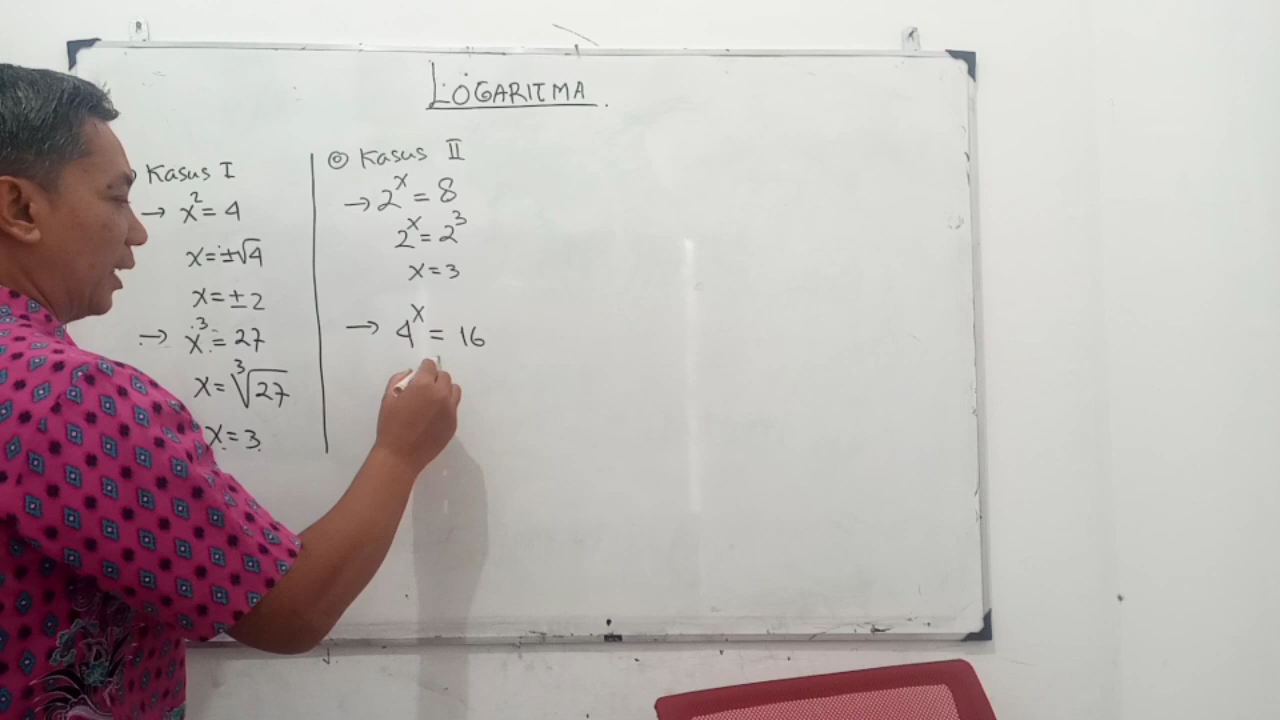 LOGARITMA
Kasus I
→ x² = 4
x = ±√4
x = ±2
→ x³ = 27
x = ³√27
x = 3
◎ Kasus II
→ 2ˣ = 8
2ˣ = 2³
x = 3
→ 4ˣ = 16